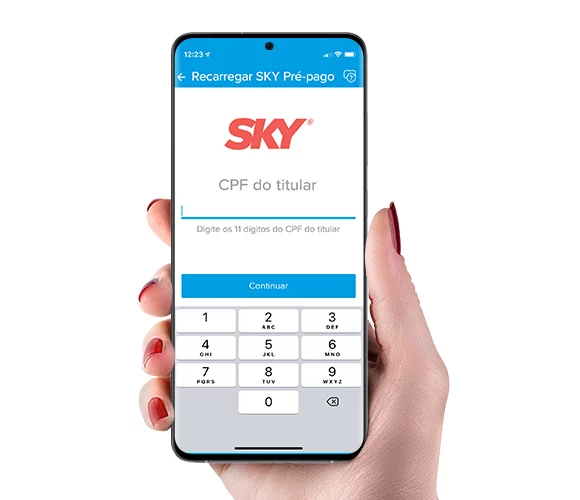 12:23
Recarregar SKY Pré-pago
SKY®
CPF do titular
Digite os 11 dígitos do CPF do titular
Continuar
1 2 3
ABC DEF
4 5 6
GHI JKL MNO
7 8 9
PQRS TUV WXYZ
0